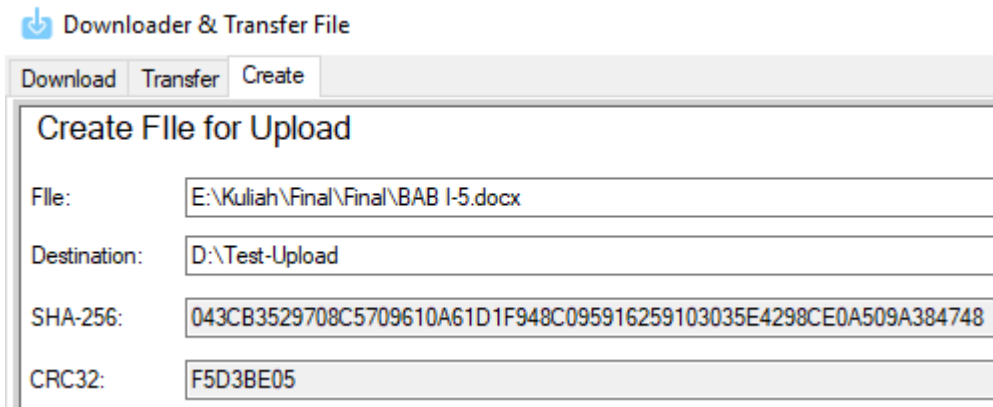 Downloader & Transfer File
Download Transfer Create
Create FIle for Upload
FIle: E:\Kuliah\Final\Final\BAB I-5.docx
Destination: D:\Test-Upload
SHA-256: 043CB3529708C5709610A61D1F948C095916259103035E4298CE0A509A384748
CRC32: F5D3BE05